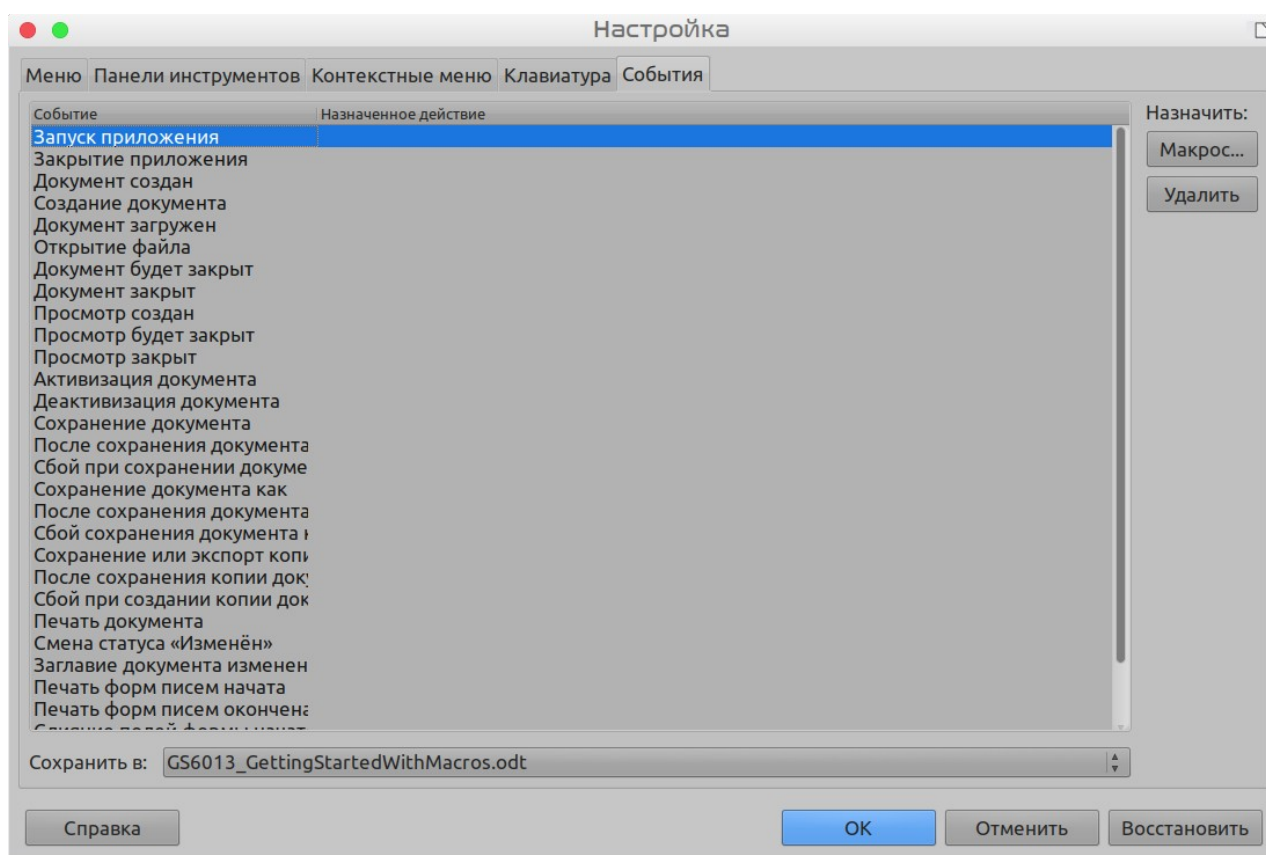 Настройка
Меню Панели инструментов Контекстные меню Клавиатура События
Событие Назначенное действие
Назначить:
Запуск приложения
Макрос...
Закрытие приложения
Документ создан
Удалить
Создание документа
Документ загружен
Открытие файла
Документ будет закрыт
Документ закрыт
Просмотр создан
Просмотр будет закрыт
Просмотр закрыт
Активизация документа
Деактивизация документа
Сохранение документа
После сохранения документа
Сбой при сохранении докуме
Сохранение документа как
После сохранения документа
Сбой сохранения документа
Сохранение или экспорт копи
После сохранения копии док
Сбой при создании копии док
Печать документа
Смена статуса «Изменён»
Заглавие документа изменен
Печать форм писем начата
Печать форм писем окончена
Сохранить в: GS6013_GettingStartedWithMacros.odt
Справка OK Отменить Восстановить